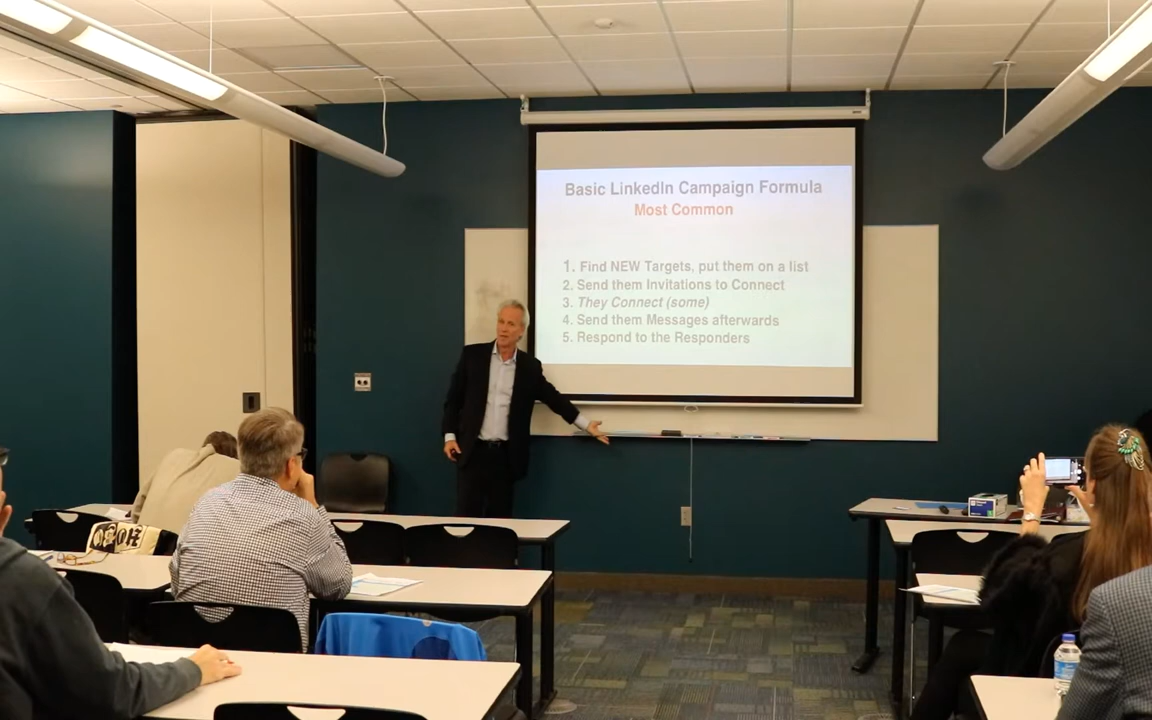 Basic LinkedIn Campaign Formula
Most Common
1. Find NEW Targets, put them on a list
2. Send them Invitations to Connect
3. They Connect (some)
4. Send them Messages afterwards
5. Respond to the Responders